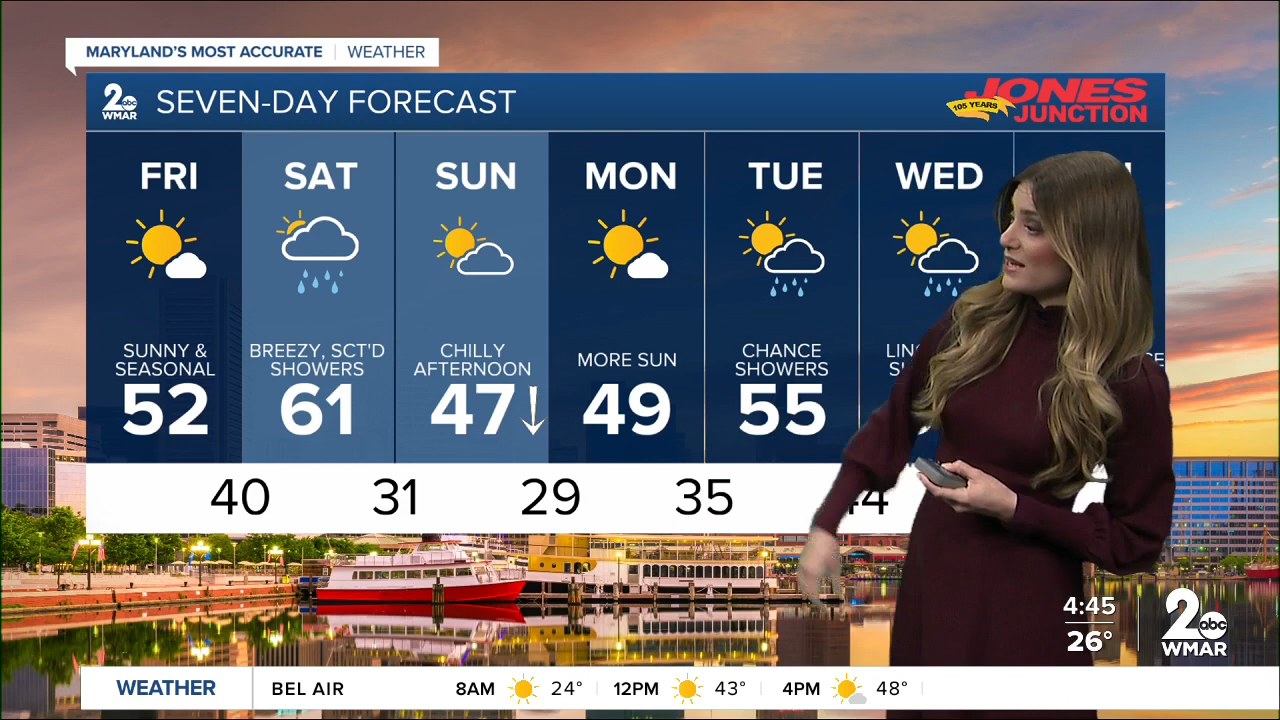 MARYLAND'S MOST ACCURATE | WEATHER
2 abc WMAR
SEVEN-DAY FORECAST
JONES
105 YEARS
JUNCTION
FRI SAT SUN MON TUE WED
SUNNY & SEASONAL
BREEZY, SCT'D SHOWERS
CHILLY AFTERNOON
MORE SUN
CHANCE SHOWERS
52 61 47 49 55
40 31 29 35
4:45
26°
2 abc WMAR
WEATHER | BEL AIR 8AM 24° 12PM 43° 4PM 48°